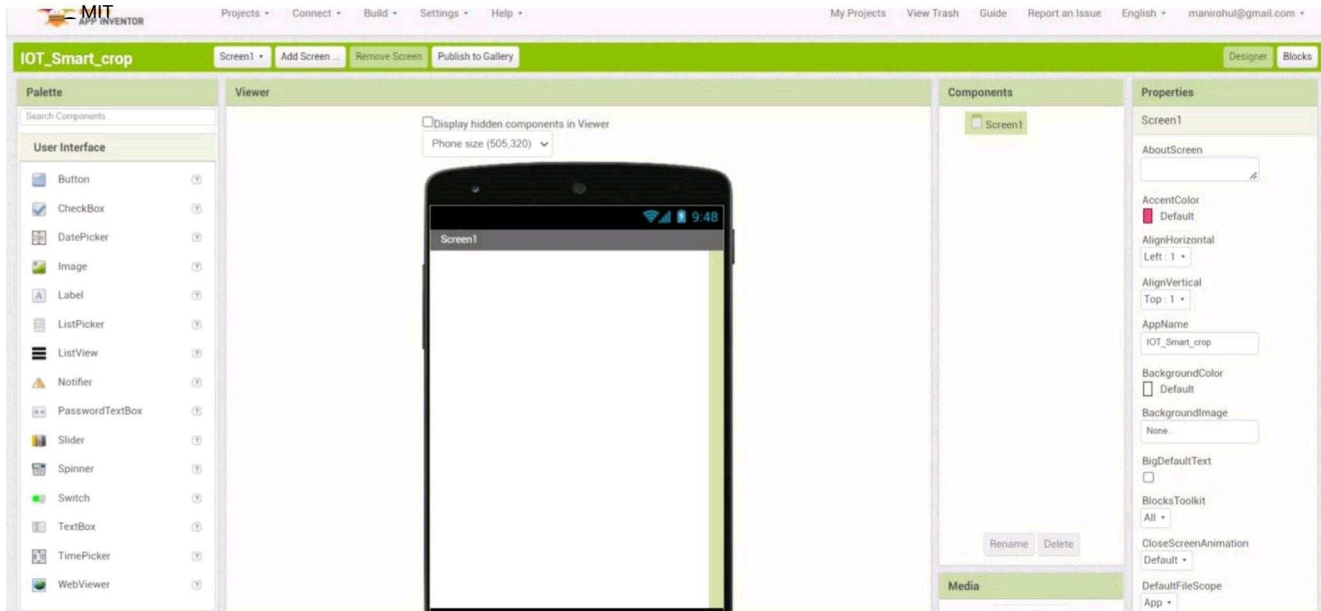 MIT
APP INVENTOR
Projects Connect Build Settings Help My Projects View Trash Guide Report an Issue English manirohul@gmail.com
IOT_Smart_crop Screen1 Add Screen ... Remove Screen Publish to Gallery Designer Blocks
Palette
Search Components
User Interface
Button
CheckBox
DatePicker
Image
Label
ListPicker
ListView
Notifier
PasswordTextBox
Slider
Spinner
Switch
TextBox
TimePicker
WebViewer
Viewer
Display hidden components in Viewer
Phone size (505,320)
9:48
Screen1
Components
Screen1
Rename Delete
Media
Properties
Screen1
AboutScreen
AccentColor
Default
AlignHorizontal
Left : 1
AlignVertical
Top : 1
AppName
IOT_Smart_crop
BackgroundColor
Default
BackgroundImage
None...
BigDefaultText
BlocksToolkit
All
CloseScreenAnimation
Default
DefaultFileScope
App